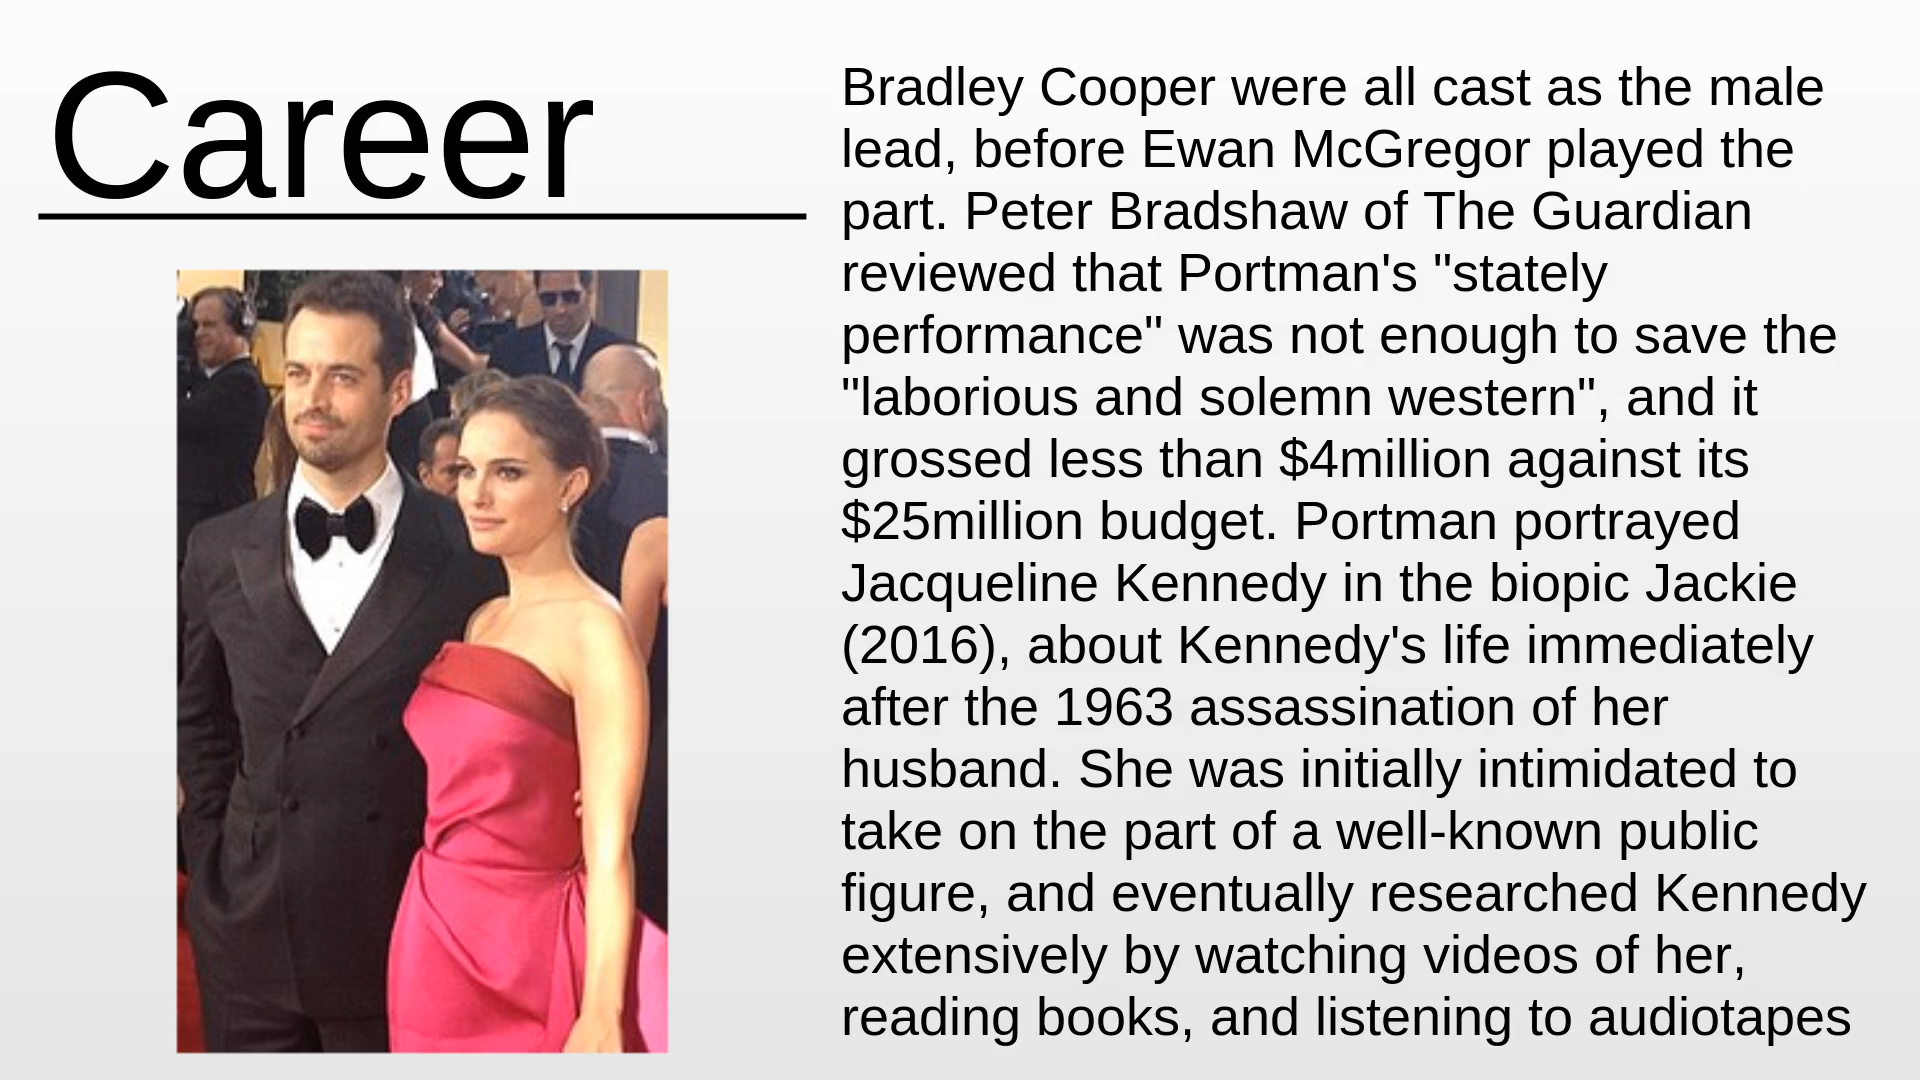 Career
Bradley Cooper were all cast as the male
lead, before Ewan McGregor played the
part. Peter Bradshaw of The Guardian
reviewed that Portman's "stately
performance" was not enough to save the
"laborious and solemn western", and it
grossed less than $4million against its
$25million budget. Portman portrayed
Jacqueline Kennedy in the biopic Jackie
(2016), about Kennedy's life immediately
after the 1963 assassination of her
husband. She was initially intimidated to
take on the part of a well-known public
figure, and eventually researched Kennedy
extensively by watching videos of her,
reading books, and listening to audiotapes